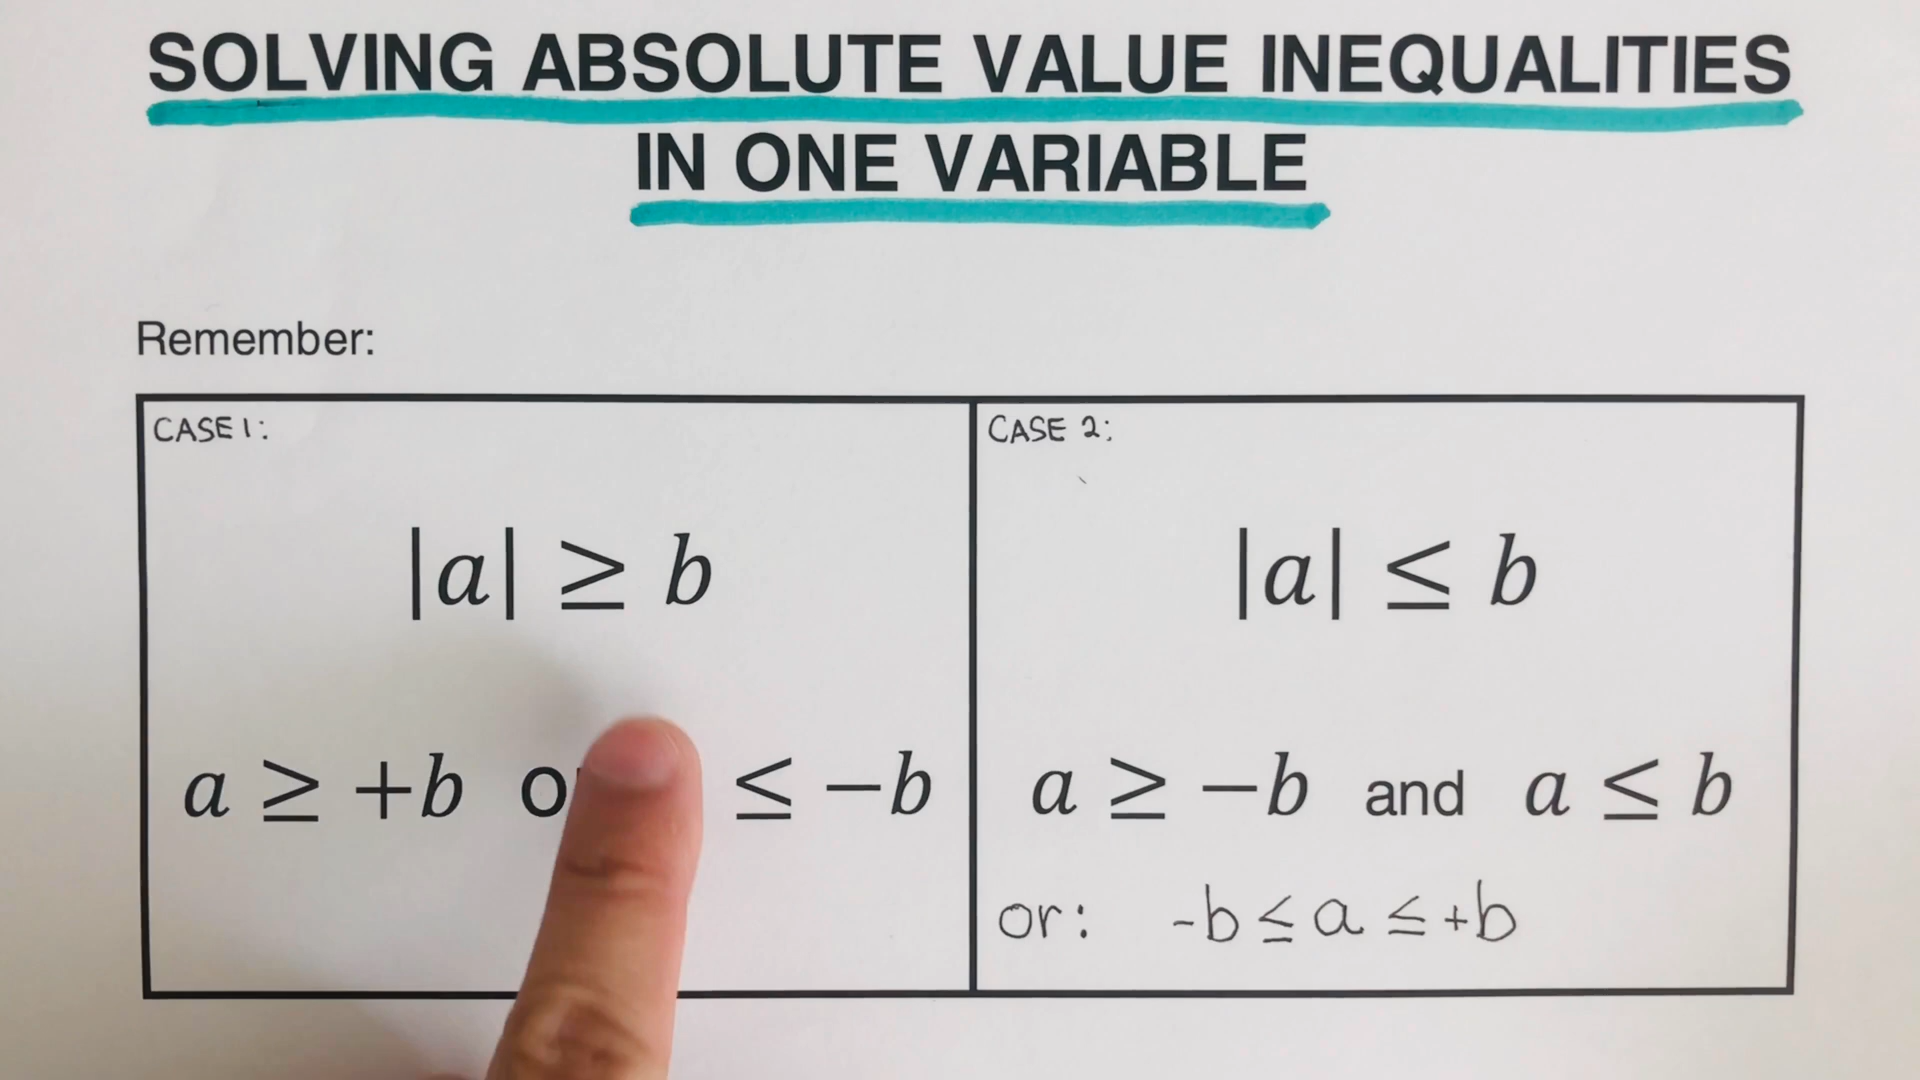 SOLVING ABSOLUTE VALUE INEQUALITIES
IN ONE VARIABLE
Remember:
CASE 1:
|a| ≥ b
a ≥ +b o ≤ −b
CASE 2:
|a| ≤ b
a ≥ −b and a ≤ b
or: -b ≤ a ≤ +b